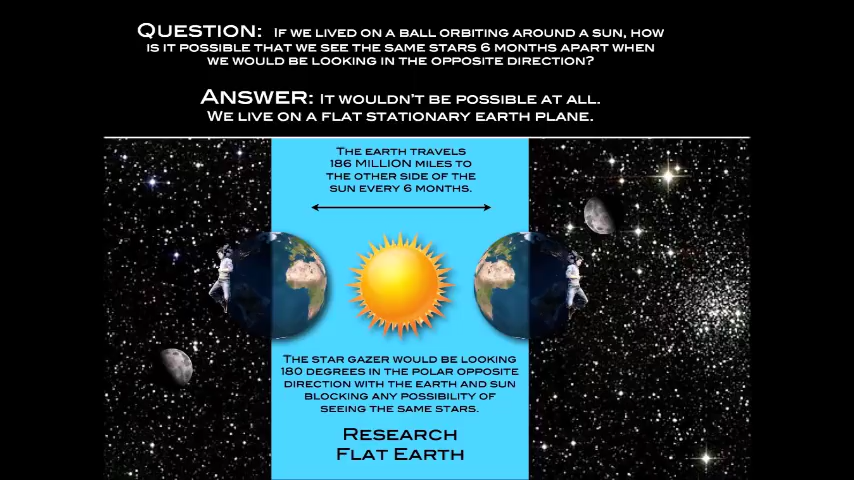 QUESTION: IF WE LIVED ON A BALL ORBITING AROUND A SUN, HOW
IS IT POSSIBLE THAT WE SEE THE SAME STARS 6 MONTHS APART WHEN
WE WOULD BE LOOKING IN THE OPPOSITE DIRECTION?
ANSWER: IT WOULDN'T BE POSSIBLE AT ALL.
WE LIVE ON A FLAT STATIONARY EARTH PLANE.
THE EARTH TRAVELS
186 MILLION MILES TO
THE OTHER SIDE OF THE
SUN EVERY 6 MONTHS.
THE STAR GAZER WOULD BE LOOKING
180 DEGREES IN THE POLAR OPPOSITE
DIRECTION WITH THE EARTH AND SUN
BLOCKING ANY POSSIBILITY OF
SEEING THE SAME STARS.
RESEARCH
FLAT EARTH